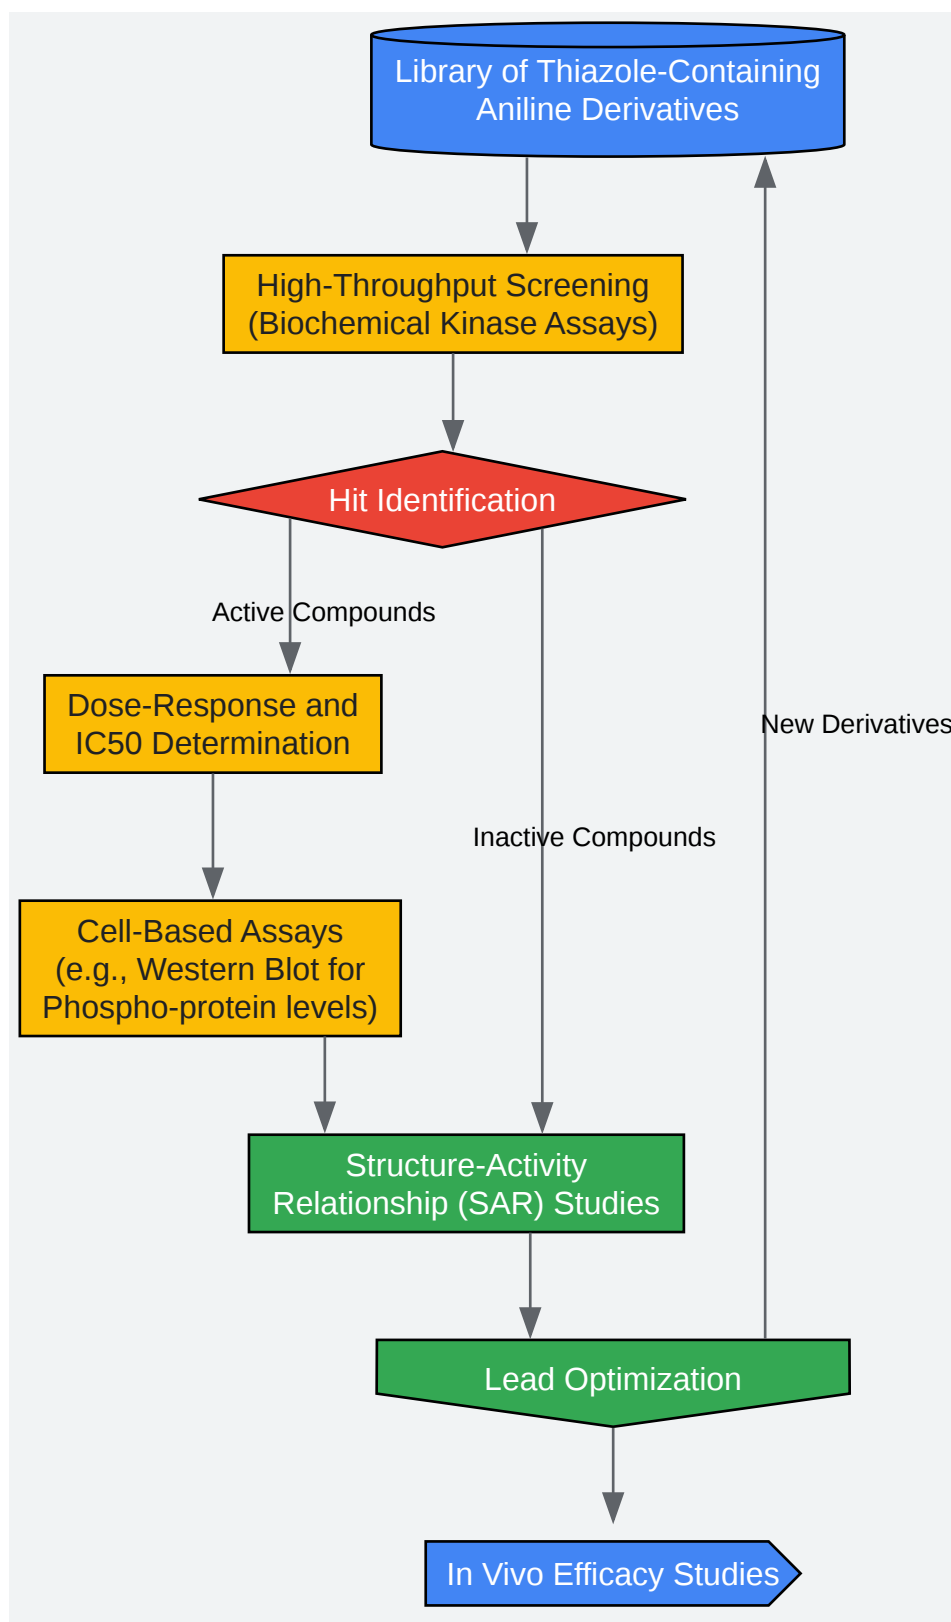 Library of Thiazole-Containing
Aniline Derivatives
High-Throughput Screening
(Biochemical Kinase Assays)
Hit Identification
Active Compounds
Dose-Response and
IC50 Determination
New Derivatives
Inactive Compounds
Cell-Based Assays
(e.g., Western Blot for
Phospho-protein levels)
Structure-Activity
Relationship (SAR) Studies
Lead Optimization
In Vivo Efficacy Studies